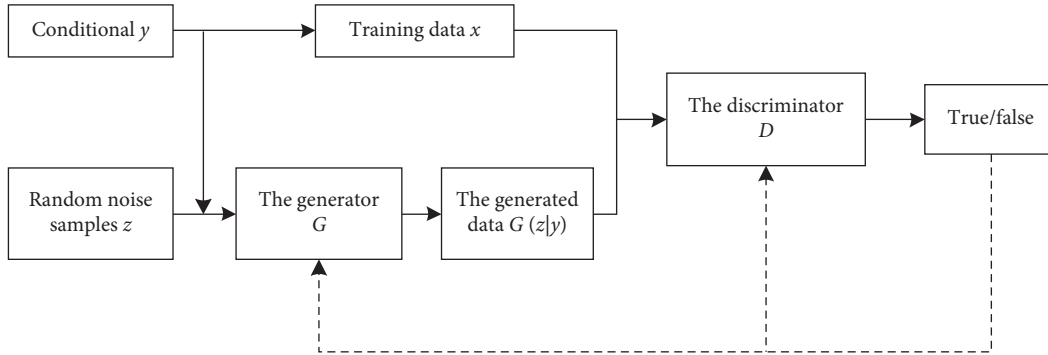 Conditional y
Training data x
The discriminator
D
True/false
Random noise
samples z
The generator
G
The generated
data G (z|y)